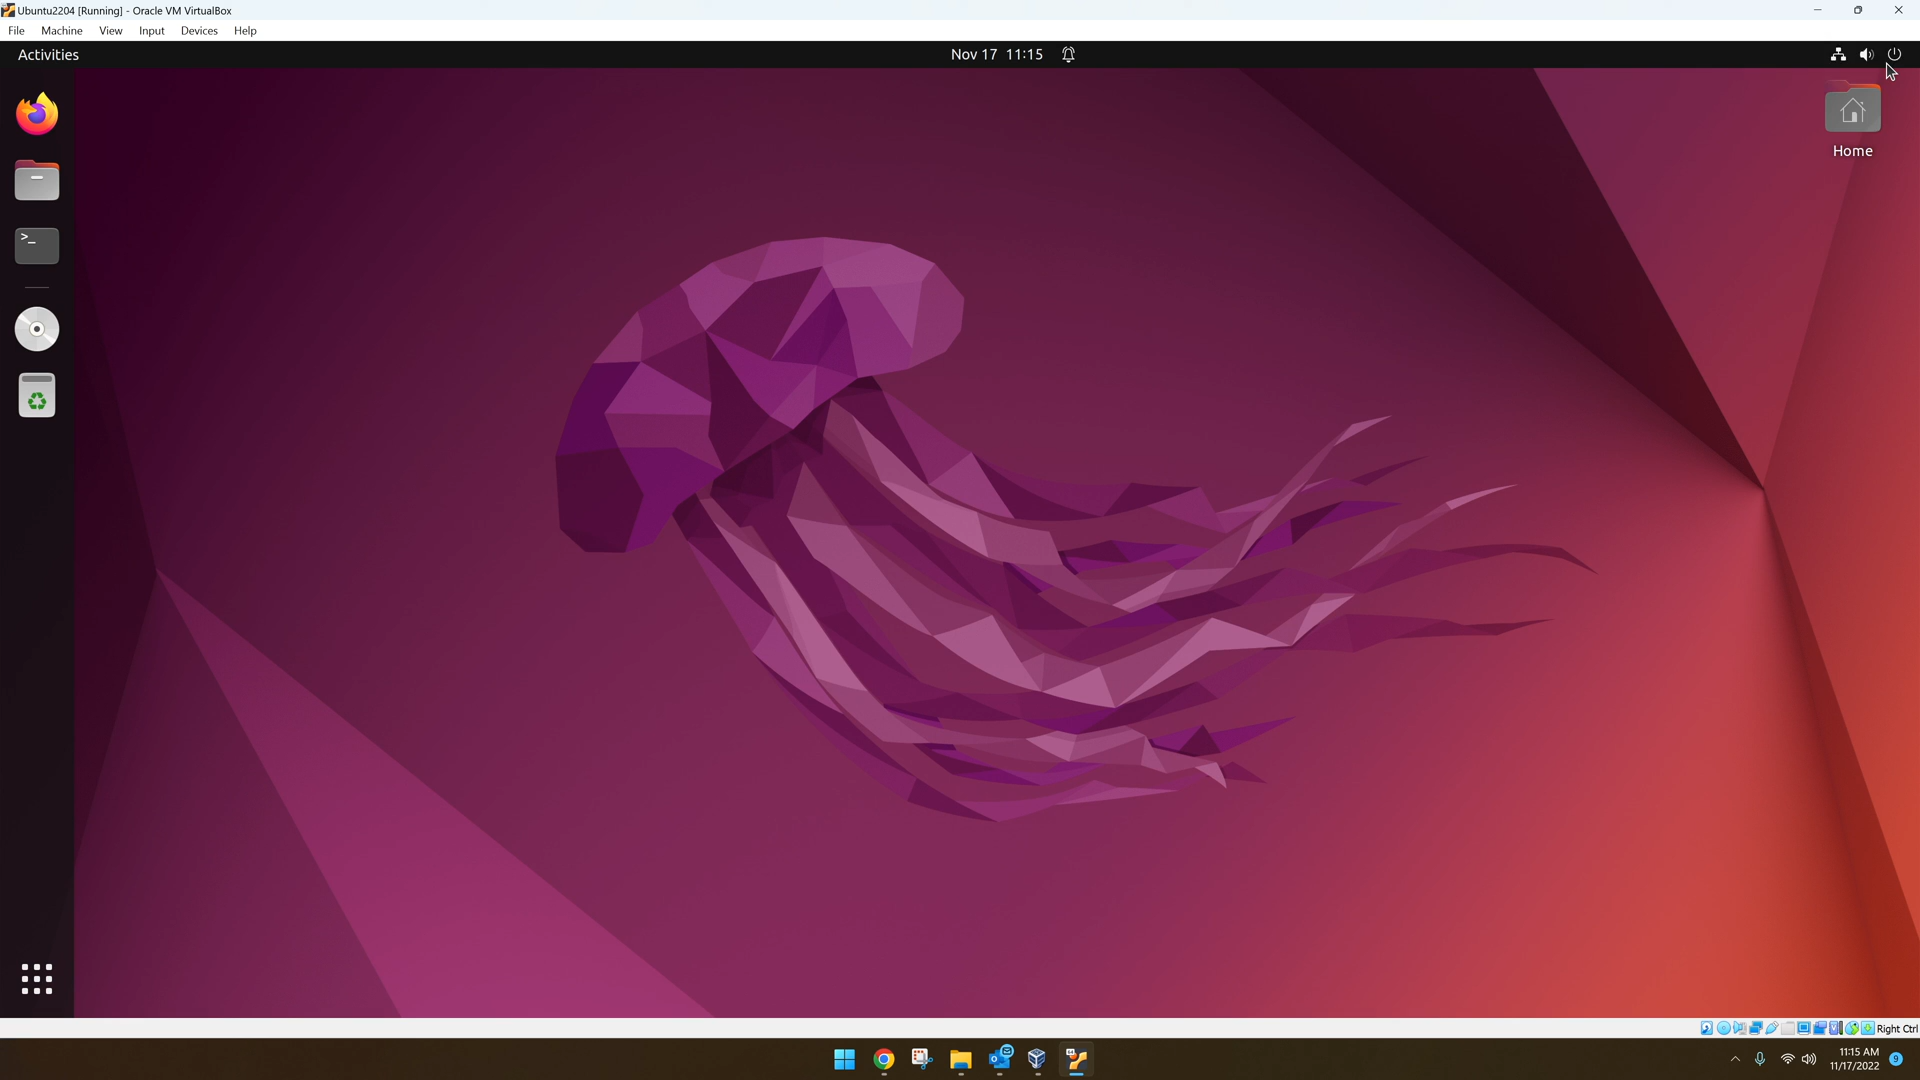 Ubuntu2204 [Running] - Oracle VM VirtualBox
File Machine View Input Devices Help
Activities
Nov 17 11:15
>_
Home
Right Ctrl
11:15 AM
11/17/2022
9